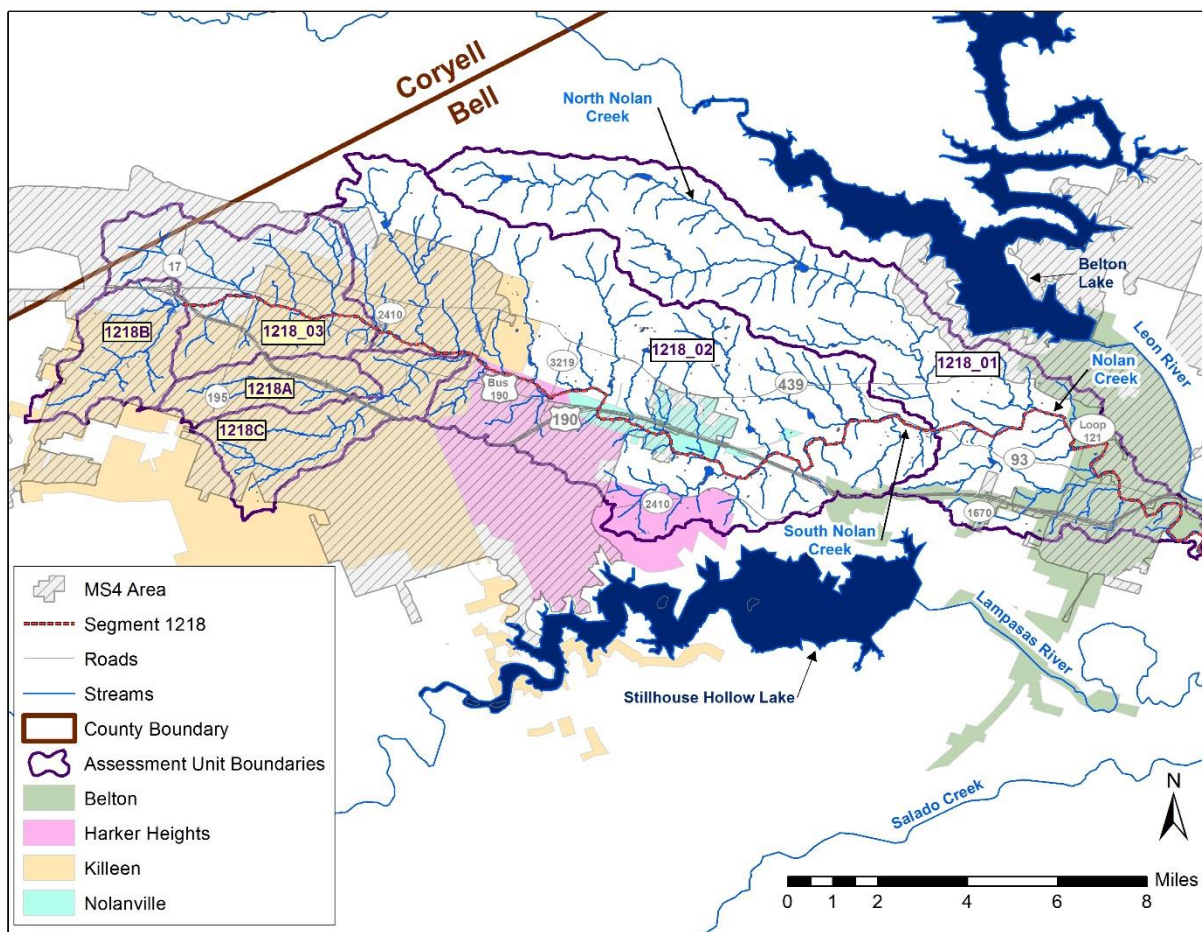 Coryell
Bell
North Nolan
Creek
Belton
Lake
17
1218B
1218_03
2410
1218_02
1218_01
Leon River
Nolan
Creek
3219
439
Bus
190
195
1218A
190
Loop
121
1218C
93
2410
1670
South Nolan
Creek
Lampasas River
Stillhouse Hollow Lake
Salado Creek
N
MS4 Area
Segment 1218
Roads
Streams
County Boundary
Assessment Unit Boundaries
Belton
Harker Heights
Killeen
Nolanville
Miles
0 1 2 4 6 8